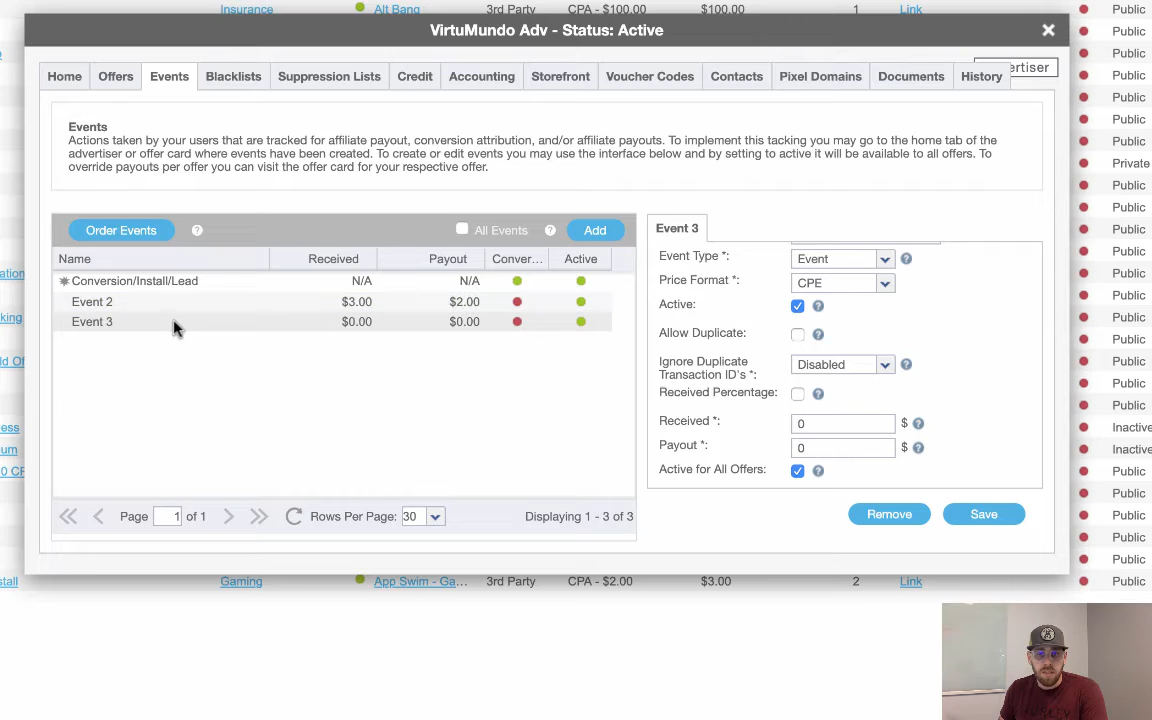 Insurance Alt Bang 3rd Party CPA - $100.00 $100.00 1 Link Public
VirtuMundo Adv - Status: Active
Public
Public
Home Offers Events Blacklists Suppression Lists Credit Accounting Storefront Voucher Codes Contacts Pixel Domains Documents History
ertiser
Public
Public
Public
Events
Actions taken by your users that are tracked for affiliate payout, conversion attribution, and/or affiliate payouts. To implement this tacking you may go to the home tab of the
advertiser or offer card where events have been created. To create or edit events you may use the interface below and by setting to active it will be available to all offers. To
override payouts per offer you can visit the offer card for your respective offer.
Public
Private
Public
Public
Order Events ? All Events ? Add
Event 3
Public
Name Received Payout Conver... Active
Event Type *: Event ?
Public
ation
Conversion/Install/Lead N/A N/A
Price Format *: CPE
Public
Event 2 $3.00 $2.00
Active: ?
Public
king
Event 3 $0.00 $0.00
Public
Allow Duplicate: ?
Public
ld Of
Ignore Duplicate
Transaction ID's *:
Disabled ?
Public
Received Percentage: ?
Public
Public
Received *: 0 $ ?
ess
Inactive
Payout *: 0 $ ?
um
Inactive
0 CF
Active for All Offers: ?
Public
Public
Page 1 of 1 Rows Per Page: 30 Displaying 1 - 3 of 3
Remove Save
Public
Public
Public
stall Gaming App Swim - Ga... 3rd Party CPA - $2.00 $3.00 2 Link Public